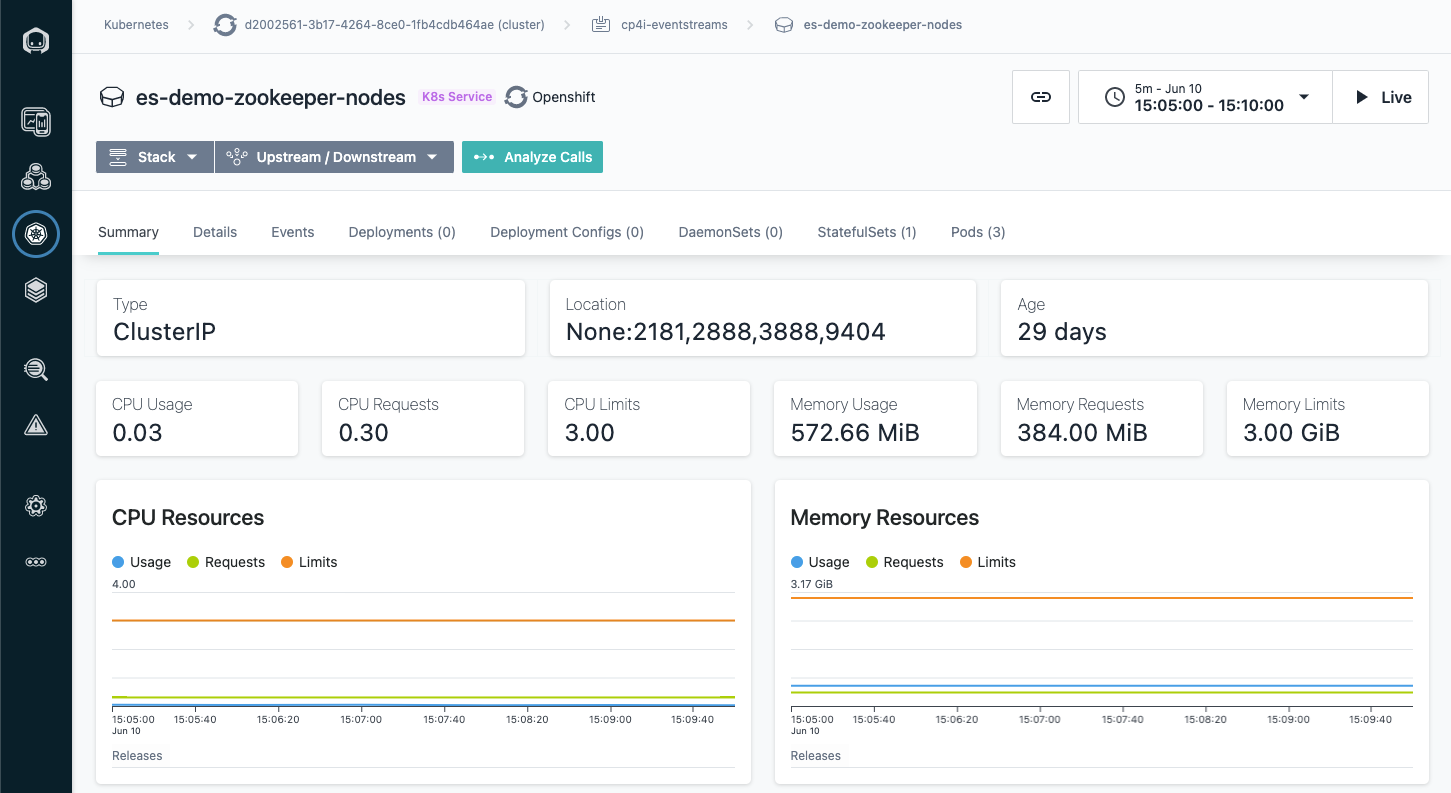 Kubernetes
d2002561-3b17-4264-8ce0-1fb4cdb464ae (cluster)
cp4i-eventstreams
es-demo-zookeeper-nodes
es-demo-zookeeper-nodes
K8s Service
Openshift
5m - Jun 10
15:05:00 - 15:10:00
Live
Stack
Upstream / Downstream
Analyze Calls
Summary
Details
Events
Deployments (0)
Deployment Configs (0)
DaemonSets (0)
StatefulSets (1)
Pods (3)
Type
ClusterIP
Location
None:2181,2888,3888,9404
Age
29 days
CPU Usage
0.03
CPU Requests
0.30
CPU Limits
3.00
Memory Usage
572.66 MiB
Memory Requests
384.00 MiB
Memory Limits
3.00 GiB
CPU Resources
Usage Requests Limits
4.00
15:05:00 15:05:40 15:06:20 15:07:00 15:07:40 15:08:20 15:09:00 15:09:40
Jun 10
Releases
Memory Resources
Usage Requests Limits
3.17 GiB
15:05:00 15:05:40 15:06:20 15:07:00 15:07:40 15:08:20 15:09:00 15:09:40
Jun 10
Releases